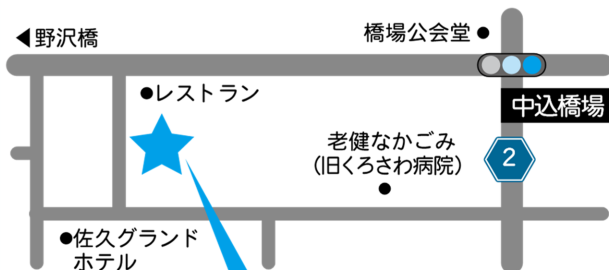 ◀野沢橋
橋場公会堂●
●レストラン
中込橋場
老健なかごみ
(旧くろさわ病院)
●
2
●佐久グランド
ホテル